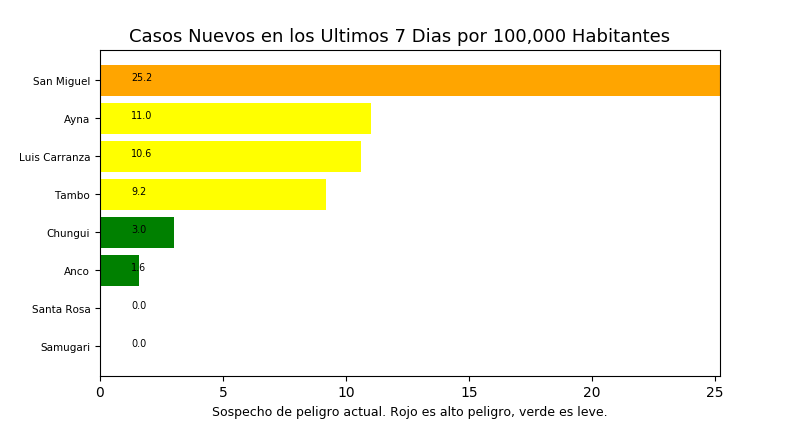 Casos Nuevos en los Ultimos 7 Dias por 100,000 Habitantes
San Miguel 25.2
Ayna 11.0
Luis Carranza 10.6
Tambo 9.2
Chungui 3.0
Anco 1.6
Santa Rosa 0.0
Samugari 0.0
0 5 10 15 20 25
Sospecho de peligro actual. Rojo es alto peligro, verde es leve.